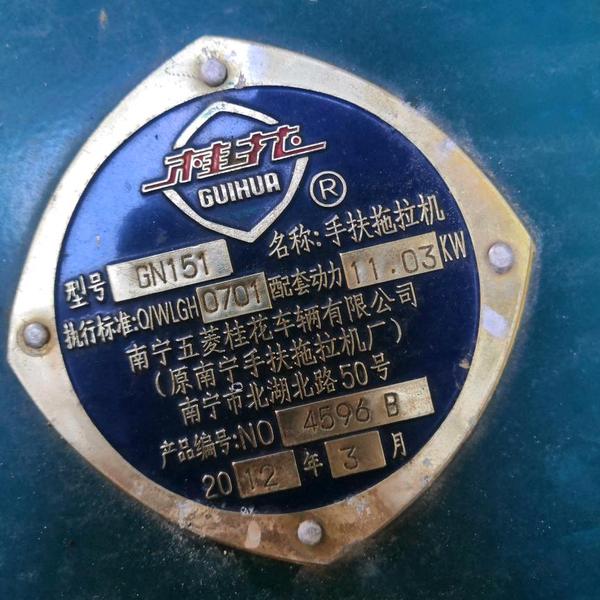 桂花
GUIHUA
®
名称:手扶拖拉机
型号 GN151
执行标准:Q/WLGH0701 配套动力 11.03 KW
南宁五菱桂花车辆有限公司
(原南宁手扶拖拉机厂)
南宁市北湖北路50号
产品编号:NO 4596 B
2012 年 3 月